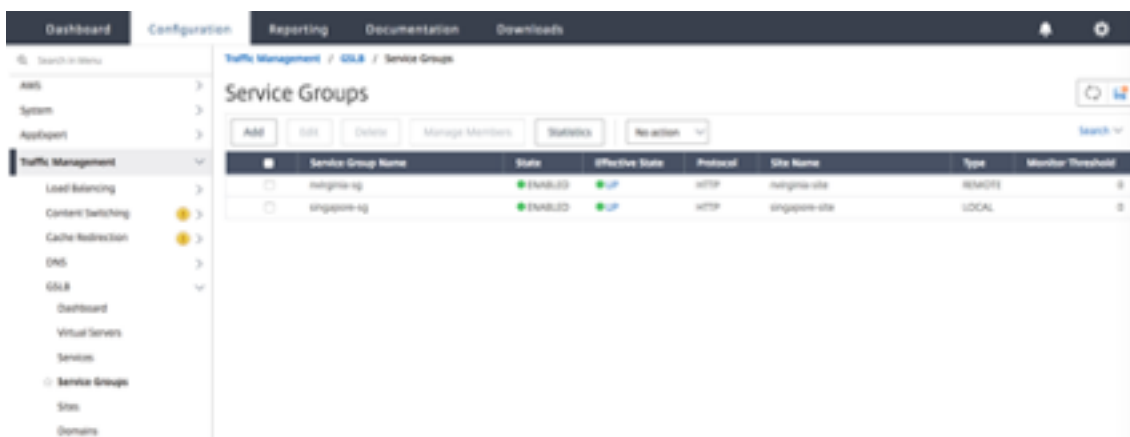 Dashboard Configuration Reporting Documentation Downloads
Search in Menu
Traffic Management / GSLB / Service Groups
AWS
System
AppExpert
Traffic Management
Load Balancing
Content Switching
Cache Redirection
DNS
GSLB
Dashboard
Virtual Servers
Services
Service Groups
Sites
Domains
Service Groups
Add Edit Delete Manage Members Statistics No action Search
Service Group Name State Effective State Protocol Site Name Type Monitor Threshold
nvirginia-sg ENABLED UP HTTP nvirginia-site REMOTE 0
singapore-sg ENABLED UP HTTP singapore-site LOCAL 0